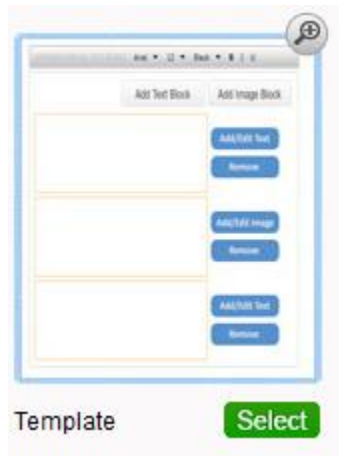 Add Text Block Add Image Block
Add/Edit Text
Remove
Add/Edit Image
Remove
Add/Edit Text
Remove
Template Select